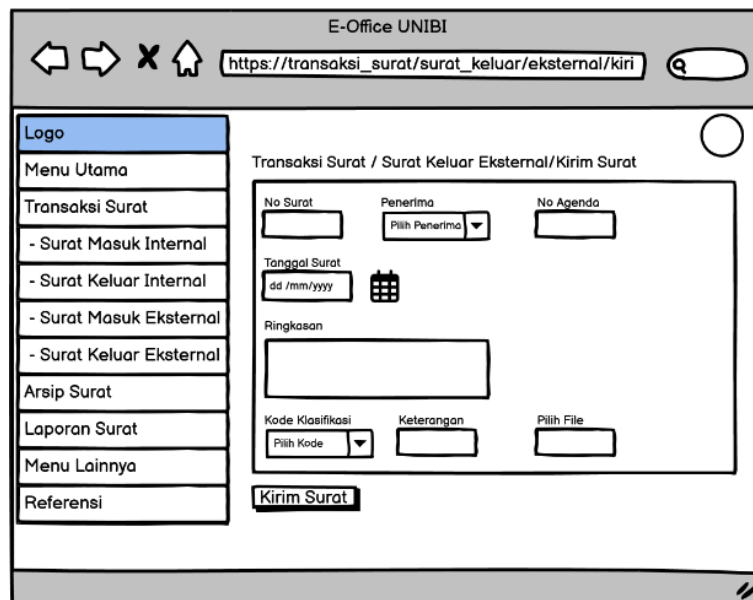 E-Office UNIBI
https://transaksi_surat/surat_keluar/eksternal/kiri
Logo
Menu Utama
Transaksi Surat
- Surat Masuk Internal
- Surat Keluar Internal
- Surat Masuk Eksternal
- Surat Keluar Eksternal
Arsip Surat
Laporan Surat
Menu Lainnya
Referensi
Transaksi Surat / Surat Keluar Eksternal/Kirim Surat
No Surat
Penerima
No Agenda
Pilih Penerima
Tanggal Surat
dd /mm/yyyy
Ringkasan
Kode Klasifikasi
Keterangan
Pilih File
Pilih Kode
Kirim Surat